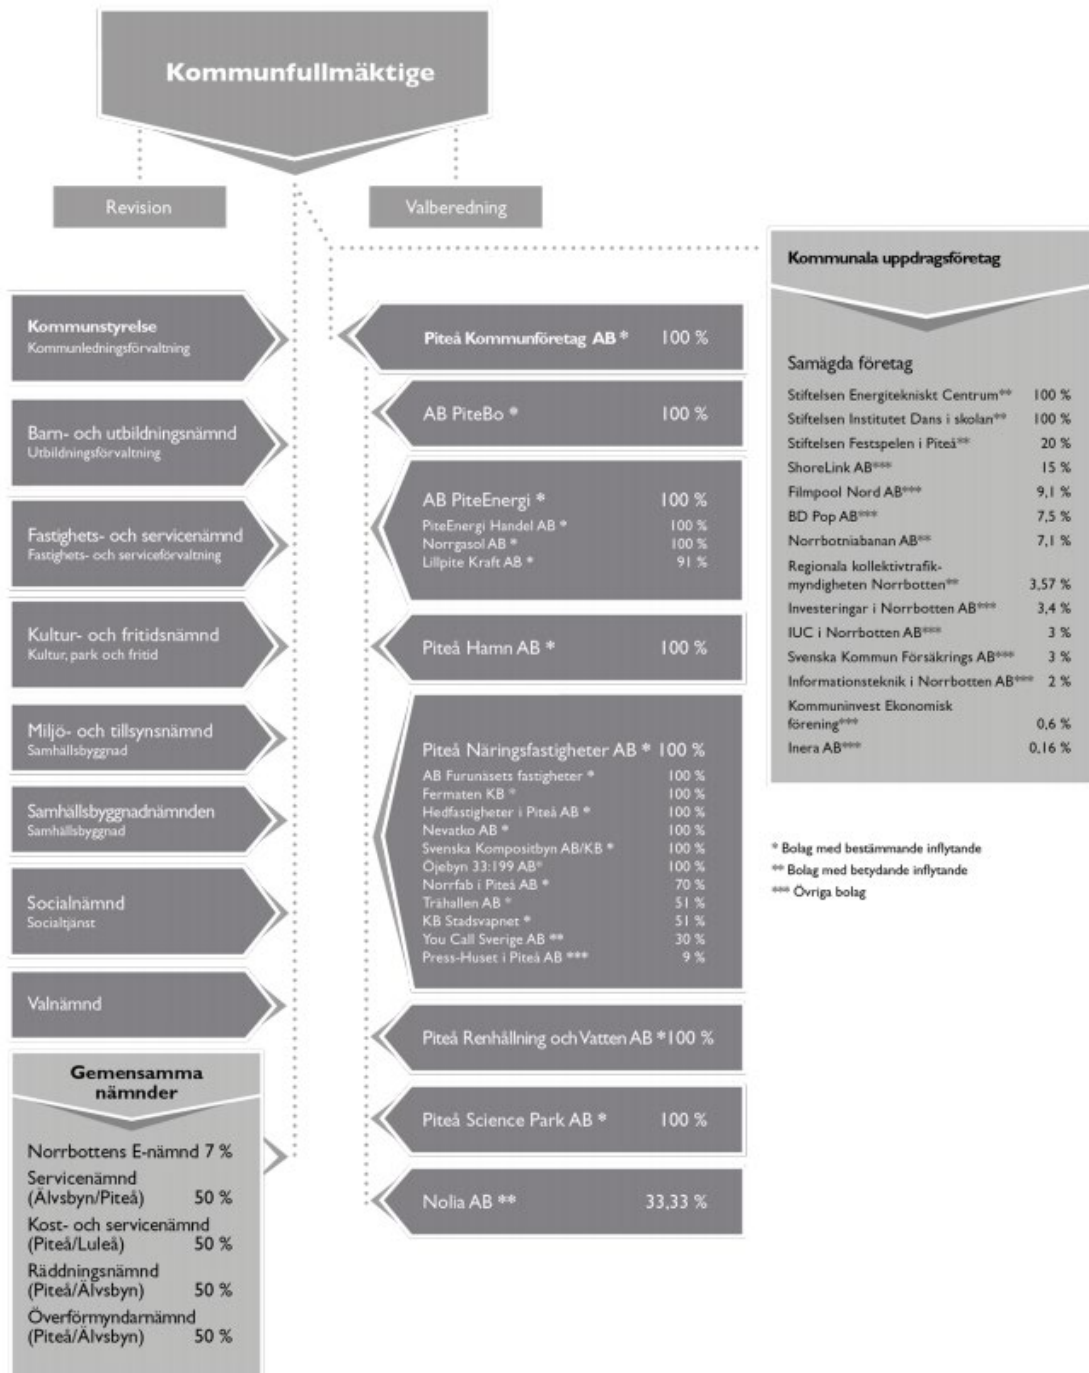 Kommunfullmäktige
Revision
Valberedning
Kommunstyrelse
Kommunledningsförvaltning
Barn- och utbildningsnämnd
Utbildningsförvaltning
Fastighets- och servicenämnd
Fastighets- och serviceförvaltning
Kultur- och fritidsnämnd
Kultur, park och fritid
Miljö- och tillsynsnämnd
Samhällsbyggnad
Samhällsbyggnadnämnden
Samhällsbyggnad
Socialnämnd
Socialtjänst
Valnämnd
Gemensamma
nämnder
Norrbottens E-nämnd 7 %
Servicenämnd
(Älvsbyn/Piteå) 50 %
Kost- och servicenämnd
(Piteå/Luleå) 50 %
Räddningsnämnd
(Piteå/Älvsbyn) 50 %
Överförmyndarnämnd
(Piteå/Älvsbyn) 50 %
Piteå Kommunföretag AB * 100 %
AB PiteBo * 100 %
AB PiteEnergi * 100 %
PiteEnergi Handel AB * 100 %
Norrgasol AB * 100 %
Lillpite Kraft AB * 91 %
Piteå Hamn AB * 100 %
Piteå Näringsfastigheter AB * 100 %
AB Furunäsets fastigheter * 100 %
Fermaten KB * 100 %
Hedfastigheter i Piteå AB * 100 %
Nevatko AB * 100 %
Svenska Kompositbyn AB/KB * 100 %
Öjebyn 33:199 AB* 100 %
Norrfab i Piteå AB * 70 %
Trähallen AB * 51 %
KB Stadsvapnet * 51 %
You Call Sverige AB ** 30 %
Press-Huset i Piteå AB *** 9 %
Piteå Renhållning och Vatten AB *100 %
Piteå Science Park AB * 100 %
Nolia AB ** 33,33 %
Kommunala uppdragsföretag
Samägda företag
Stiftelsen Energitekniskt Centrum** 100 %
Stiftelsen Institutet Dans i skolan** 100 %
Stiftelsen Festspelen i Piteå** 20 %
ShoreLink AB*** 15 %
Filmpool Nord AB*** 9,1 %
BD Pop AB*** 7,5 %
Norrbotniabanan AB** 7,1 %
Regionala kollektivtrafik-
myndigheten Norrbotten** 3,57 %
Investeringar i Norrbotten AB*** 3,4 %
IUC i Norrbotten AB*** 3 %
Svenska Kommun Försäkrings AB*** 3 %
Informationsteknik i Norrbotten AB*** 2 %
Kommuninvest Ekonomisk
förening*** 0,6 %
Inera AB*** 0,16 %
* Bolag med bestämmande inflytande
** Bolag med betydande inflytande
*** Övriga bolag